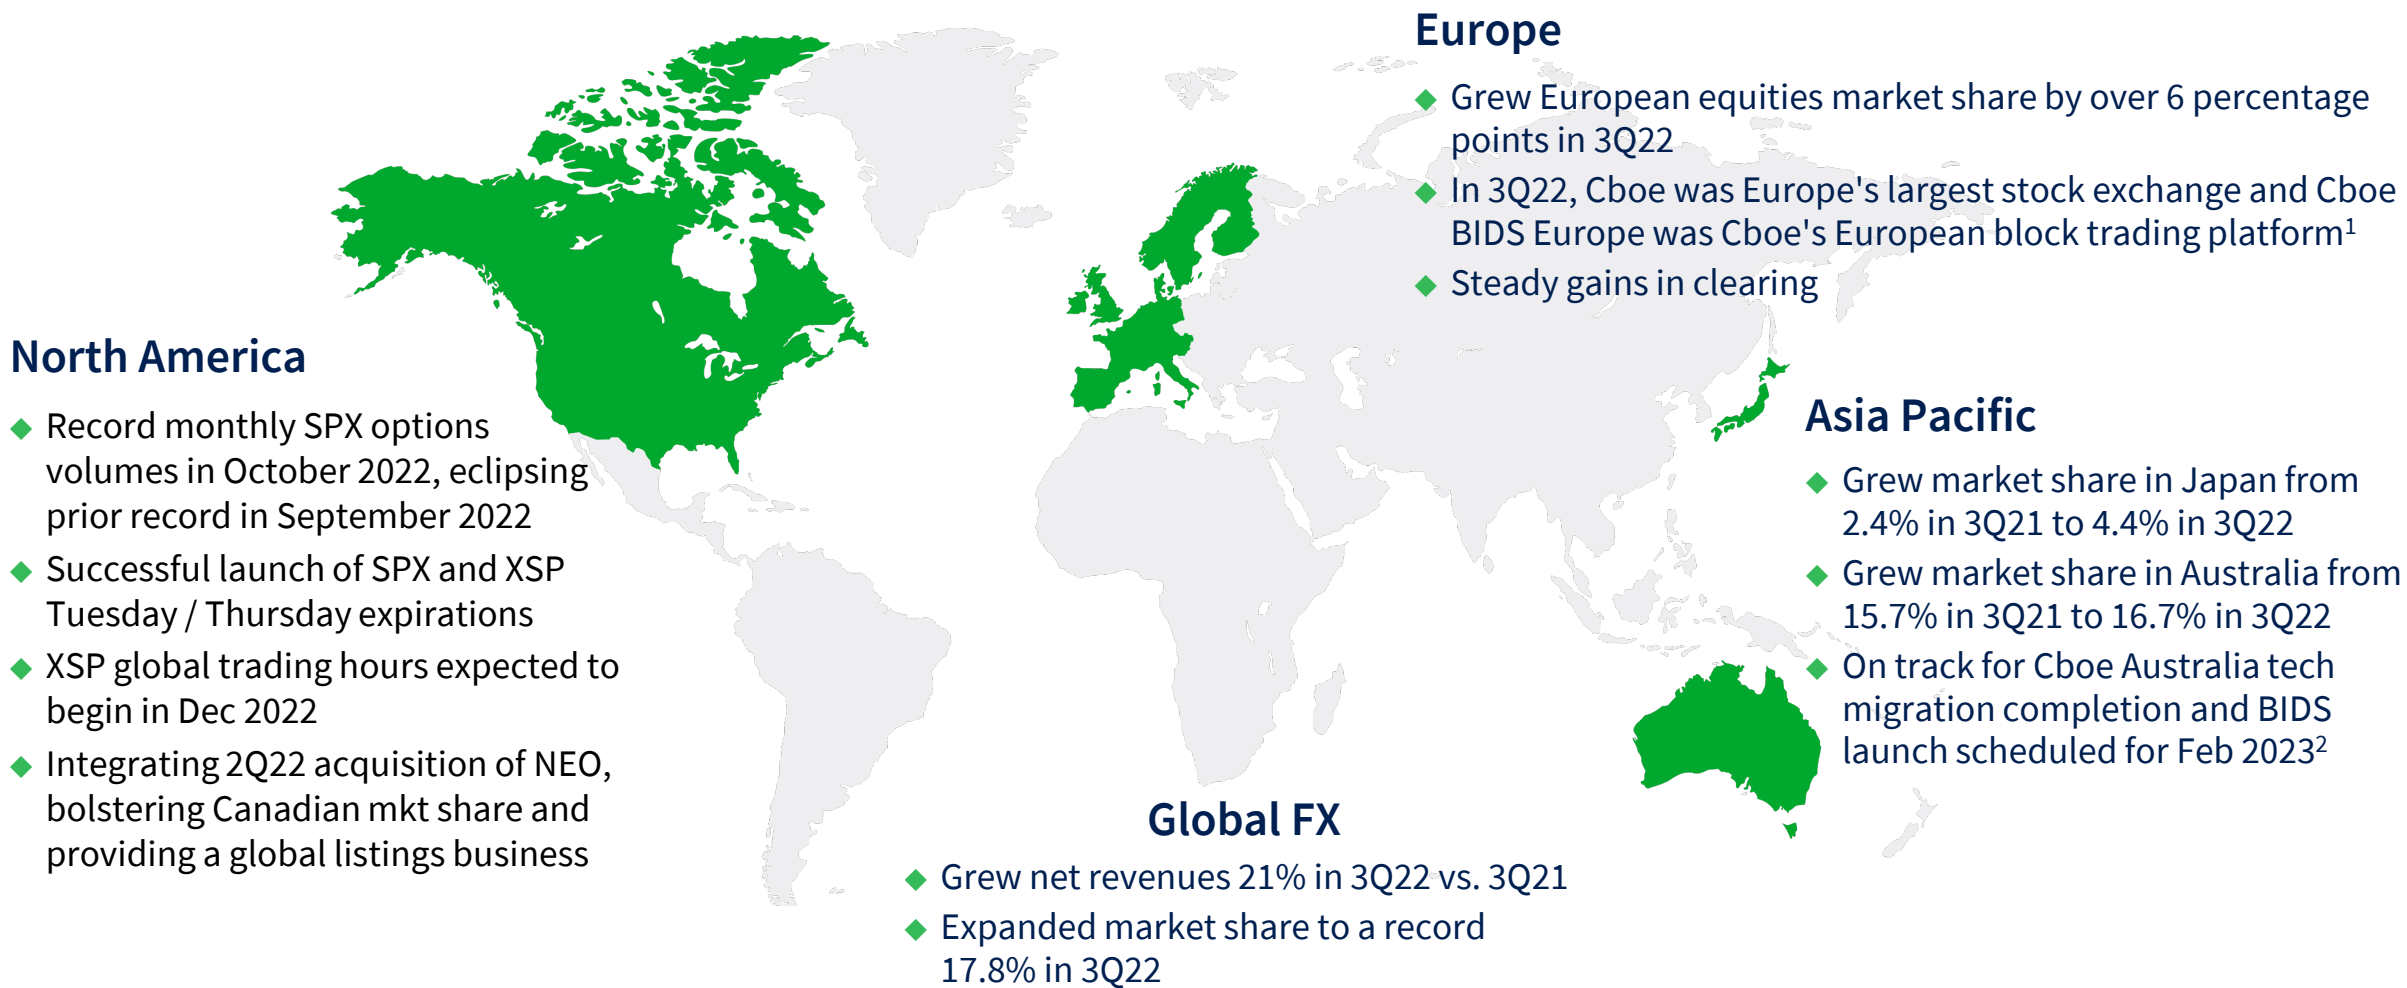 Europe
Grew European equities market share by over 6 percentage
points in 3Q22
In 3Q22, Cboe was Europe's largest stock exchange and Cboe
BIDS Europe was Cboe's European block trading platform¹
Steady gains in clearing
North America
Record monthly SPX options
volumes in October 2022, eclipsing
prior record in September 2022
Successful launch of SPX and XSP
Tuesday / Thursday expirations
XSP global trading hours expected to
begin in Dec 2022
Integrating 2Q22 acquisition of NEO,
bolstering Canadian mkt share and
providing a global listings business
Asia Pacific
Grew market share in Japan from
2.4% in 3Q21 to 4.4% in 3Q22
Grew market share in Australia from
15.7% in 3Q21 to 16.7% in 3Q22
On track for Cboe Australia tech
migration completion and BIDS
launch scheduled for Feb 2023²
Global FX
Grew net revenues 21% in 3Q22 vs. 3Q21
Expanded market share to a record
17.8% in 3Q22